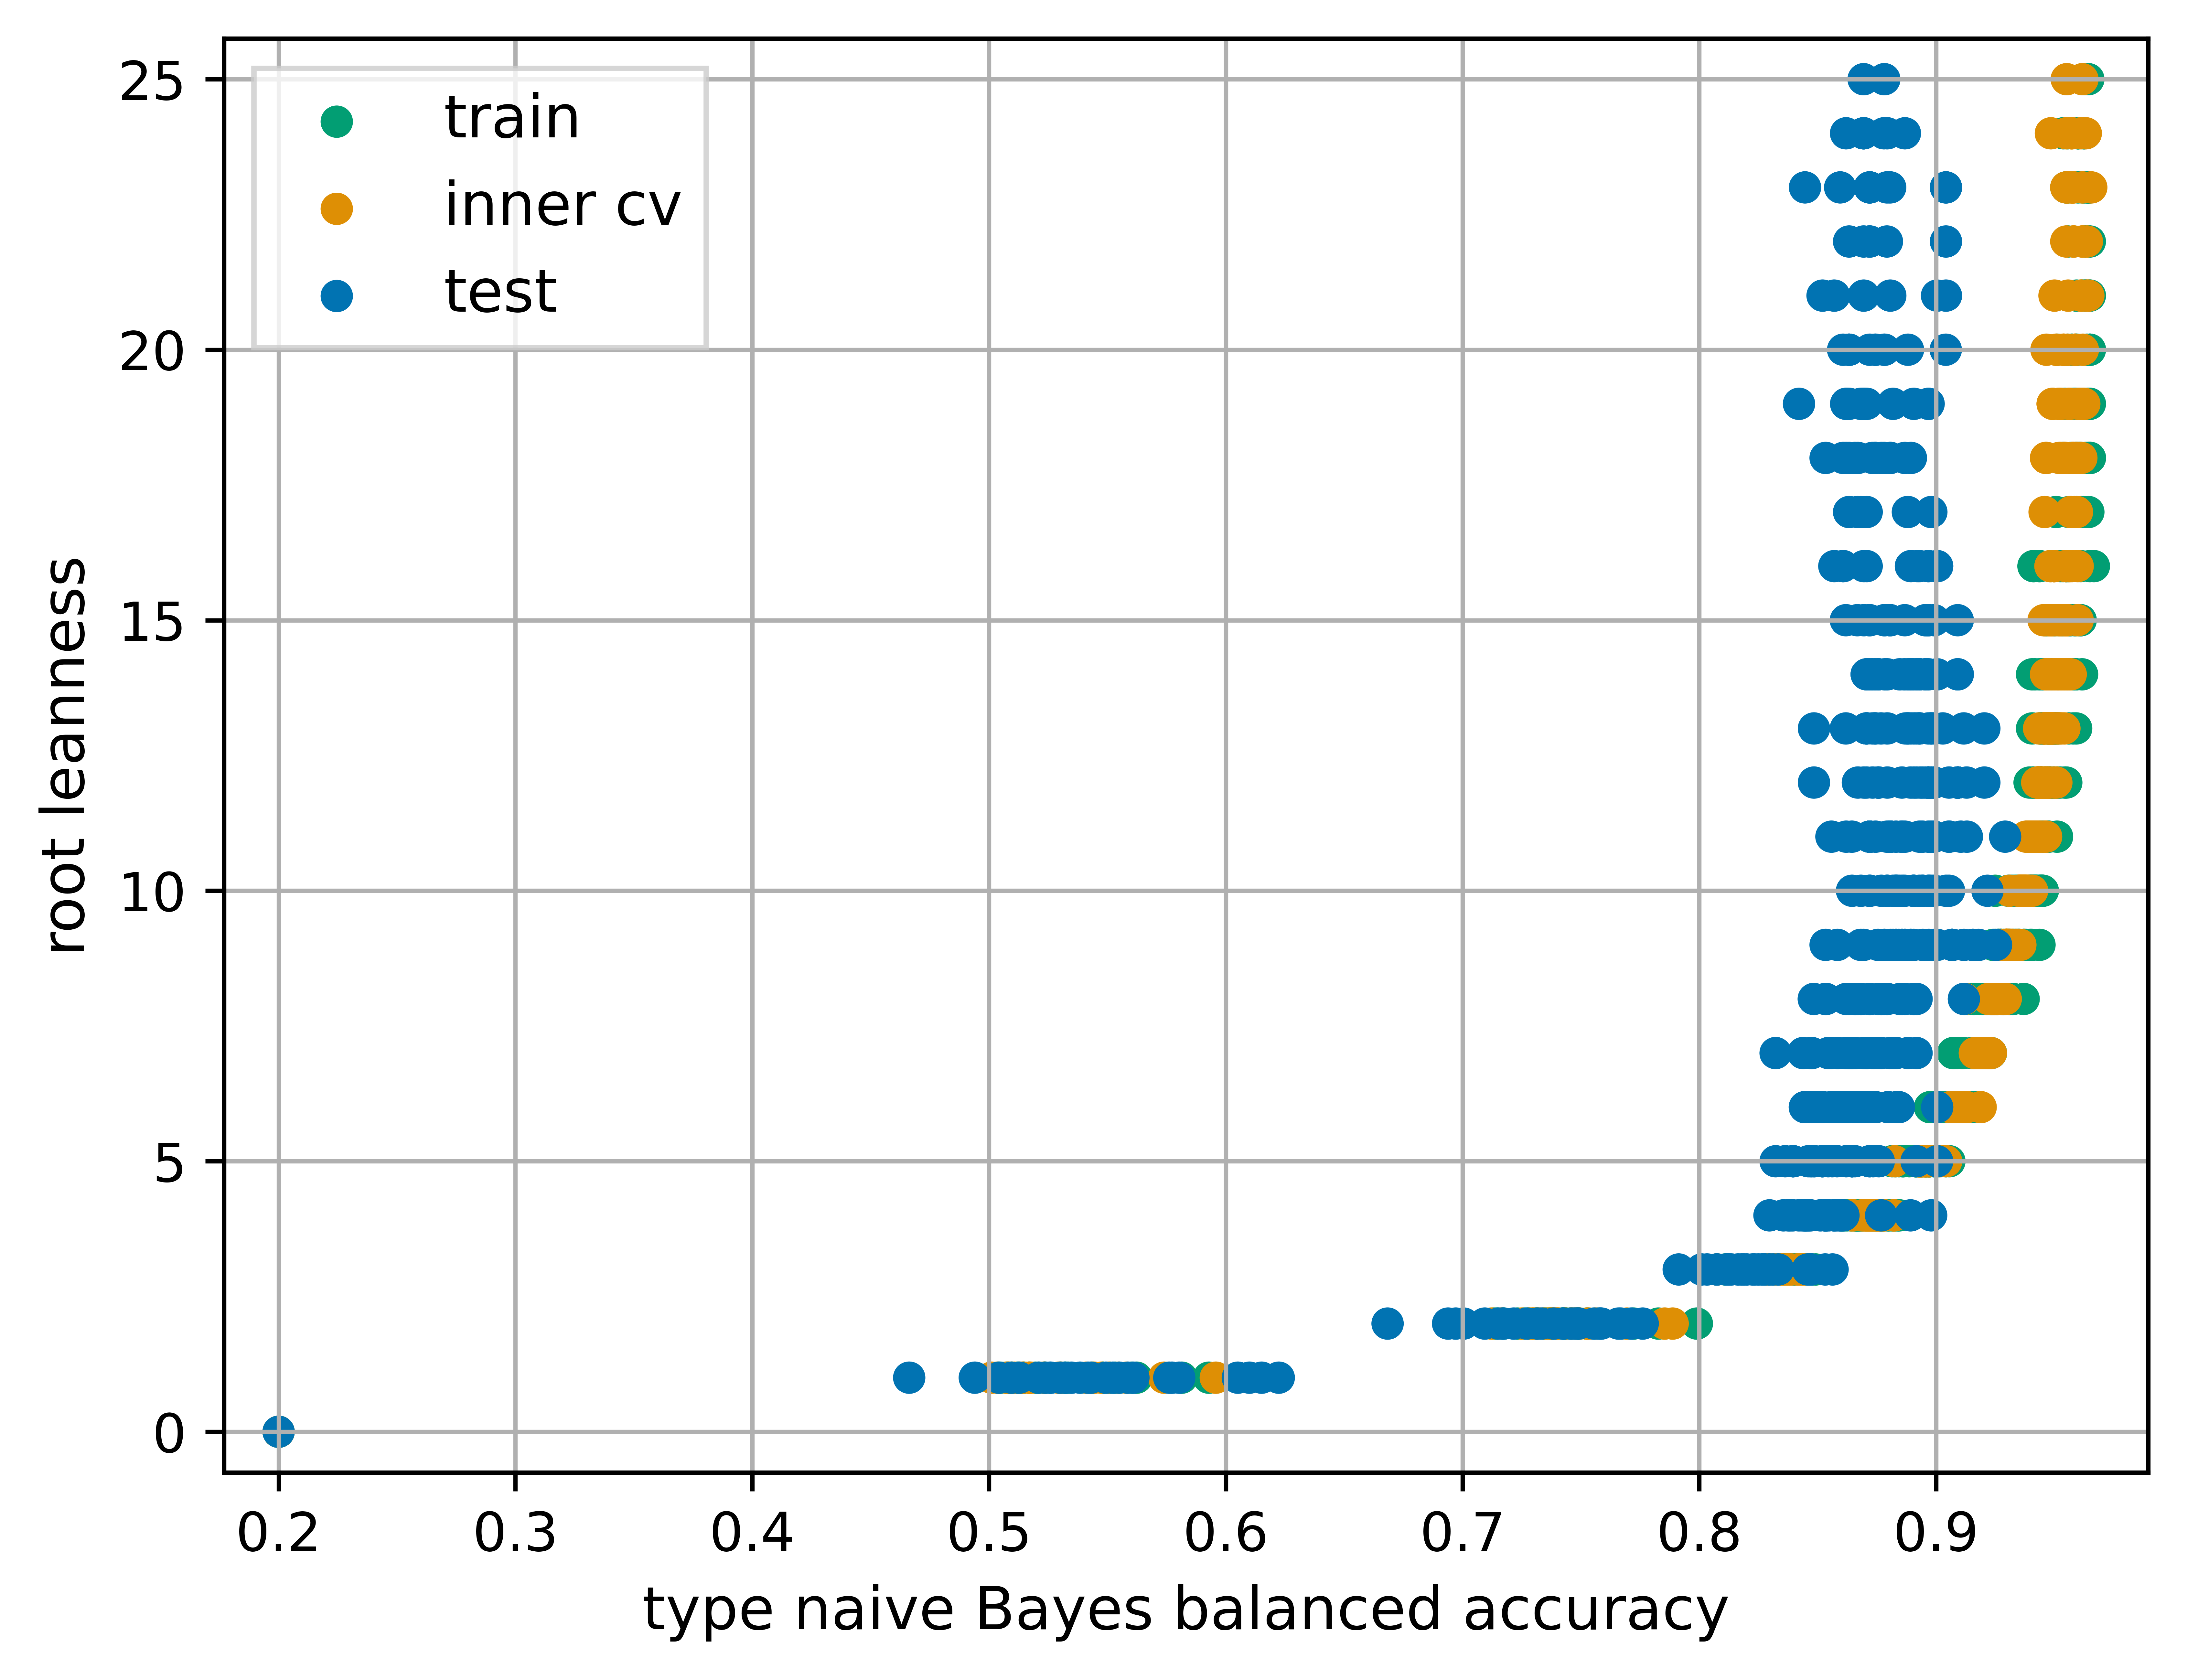 25
20
15
10
5
0
root leanness
train
inner cv
test
0.2 0.3 0.4 0.5 0.6 0.7 0.8 0.9
type naive Bayes balanced accuracy